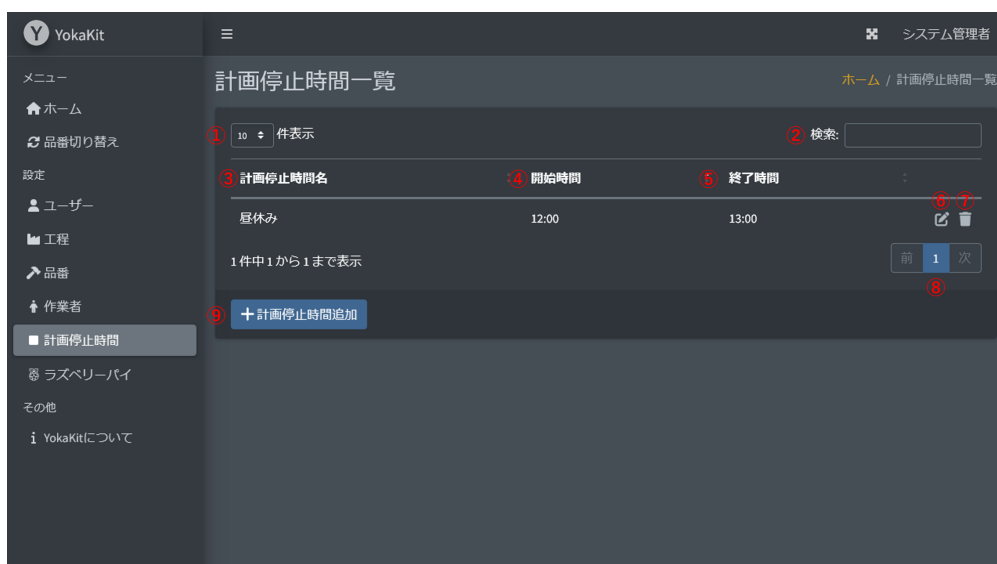 Y YokaKit
システム管理者
メニュー
ホーム
品番切り替え
設定
ユーザー
工程
品番
作業者
計画停止時間
ラズベリーパイ
その他
i YokaKitについて
計画停止時間一覧
ホーム / 計画停止時間一覧
① 10 件表示
② 検索:
③ 計画停止時間名 ④ 開始時間 ⑤ 終了時間
⑥ ⑦
昼休み 12:00 13:00
1 件中 1 から 1 まで表示
前 1 次
⑧
⑨ 計画停止時間追加